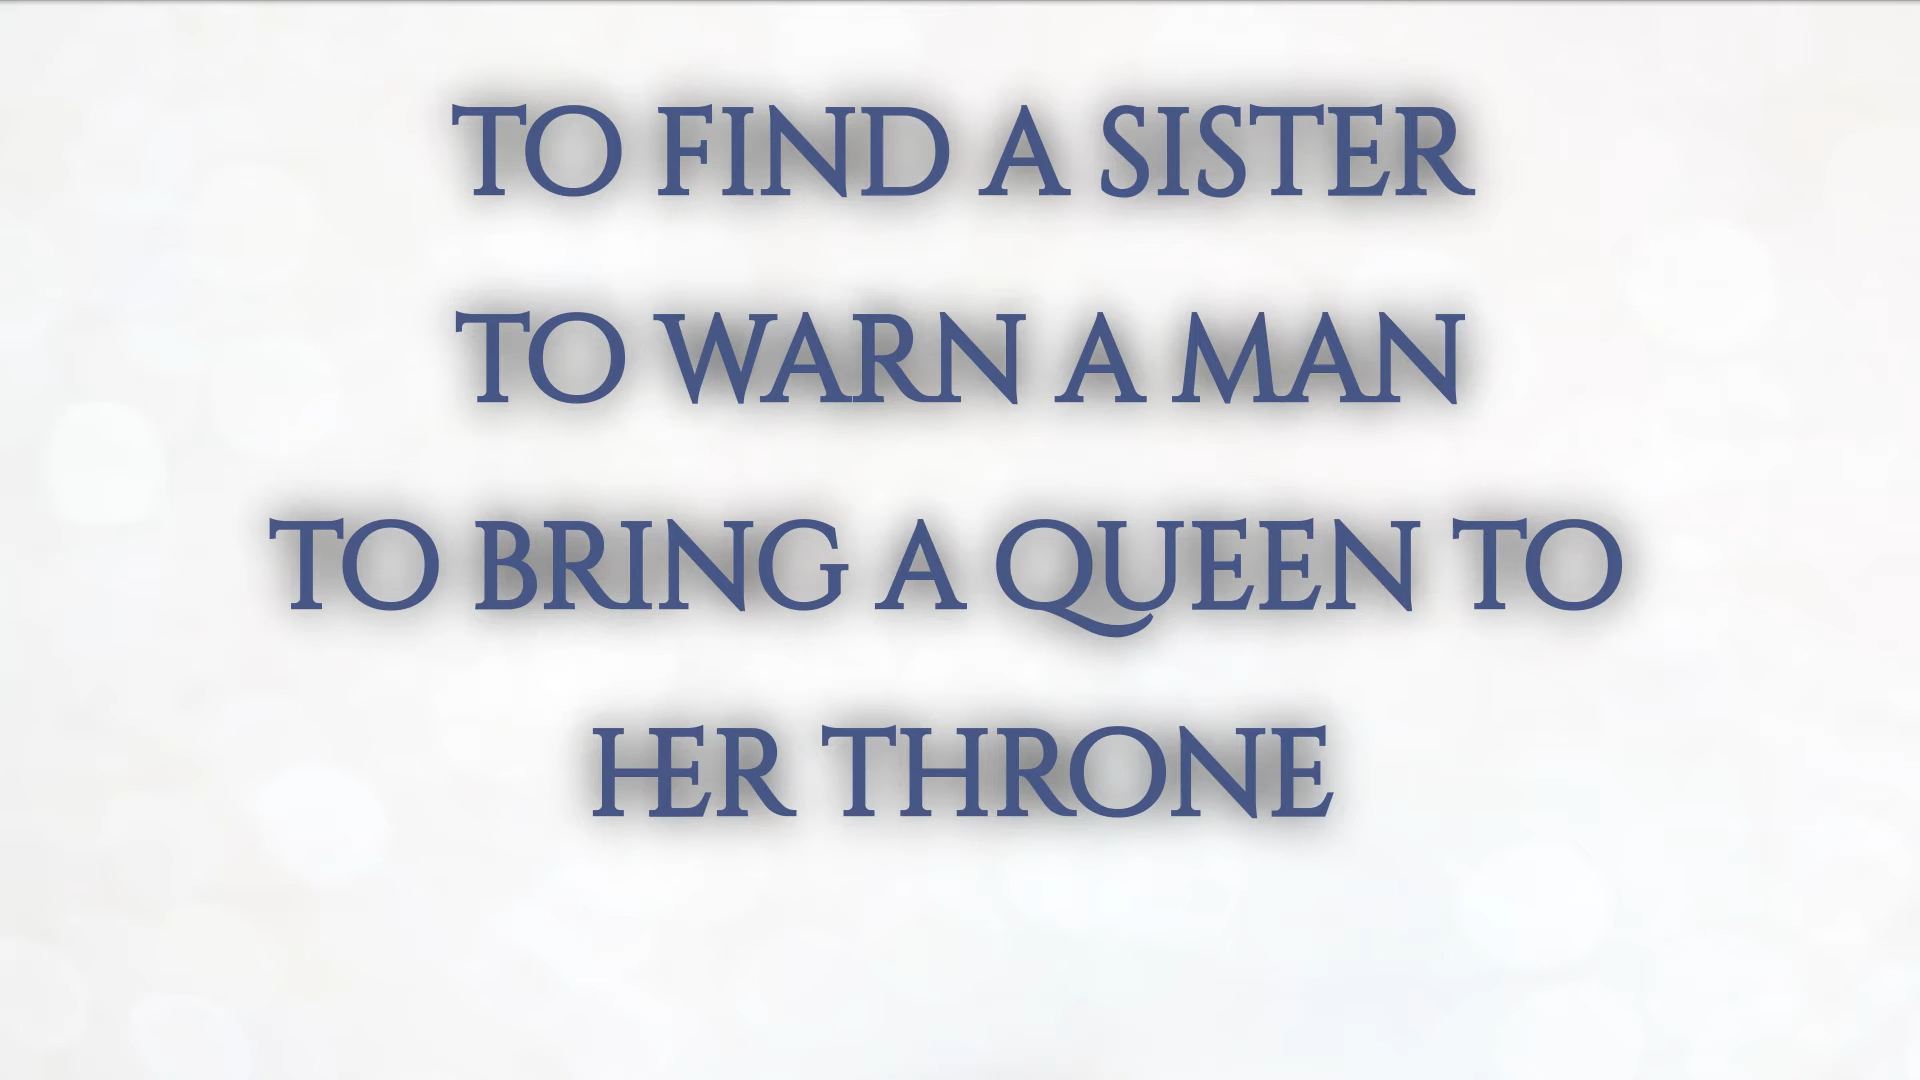 TO FIND A SISTER
TO WARN A MAN
TO BRING A QUEEN TO
HER THRONE